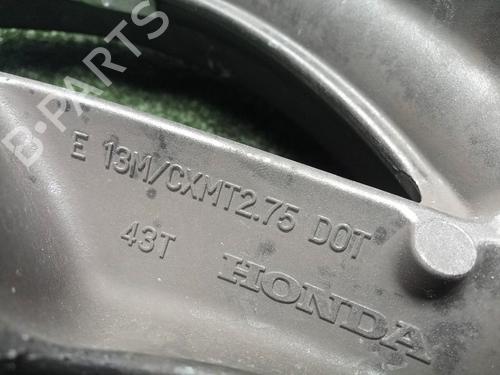 B-PARTS
E 13M/CXMT2.75 DOT
43T
HONDA